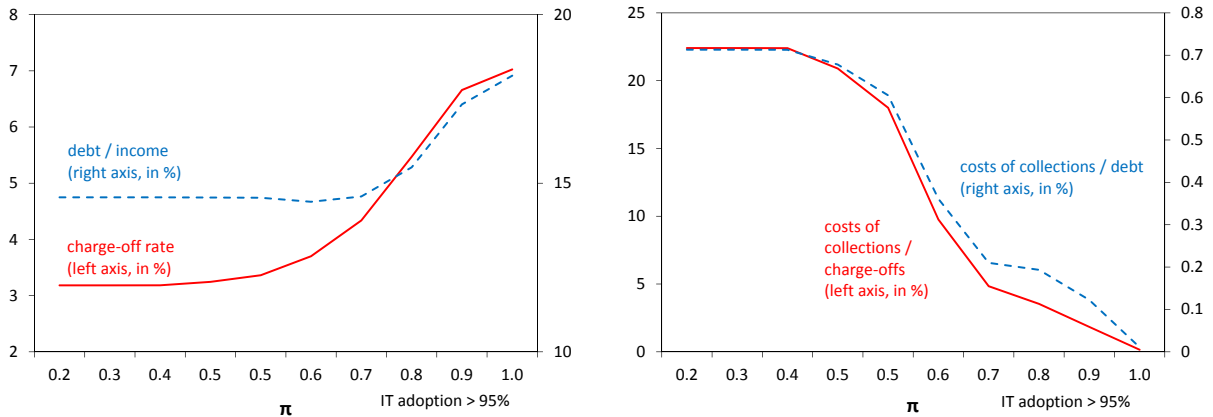 8
7
6
5
4
3
2
20
15
10
debt / income
(right axis, in %)
charge-off rate
(left axis, in %)
0.2 0.3 0.4 0.5 0.5 0.6 0.7 0.8 0.9 1.0
π
IT adoption > 95%
25
20
15
10
5
0
0.8
0.7
0.6
0.5
0.4
0.3
0.2
0.1
0
costs of collections / debt
(right axis, in %)
costs of
collections /
charge-offs
(left axis, in %)
0.2 0.3 0.4 0.5 0.5 0.6 0.7 0.8 0.9 1.0
π
IT adoption > 95%